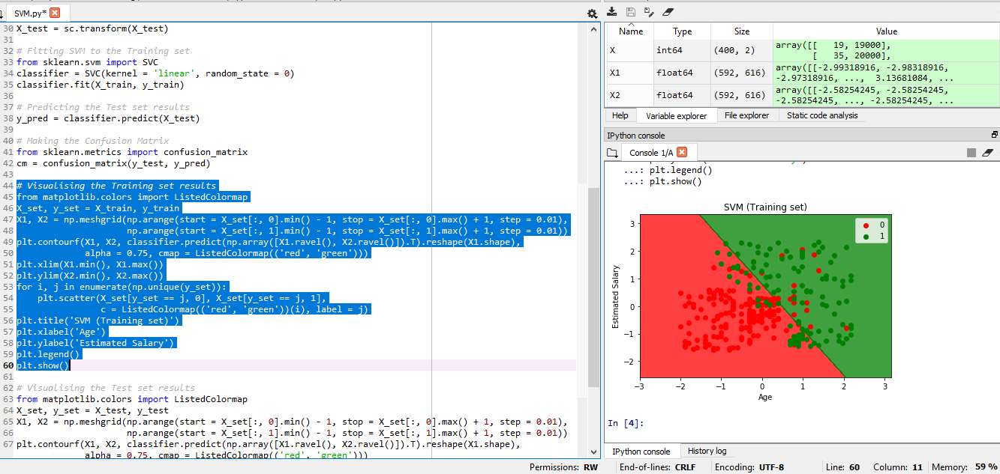 SVM.py*
30 X_test = sc.transform(X_test)
31
32 # Fitting SVM to the Training set
33 from sklearn.svm import SVC
34 classifier = SVC(kernel = 'linear', random_state = 0)
35 classifier.fit(X_train, y_train)
36
37 # Predicting the Test set results
38 y_pred = classifier.predict(X_test)
39
40 # Making the Confusion Matrix
41 from sklearn.metrics import confusion_matrix
42 cm = confusion_matrix(y_test, y_pred)
43
44 # Visualising the Training set results
45 from matplotlib.colors import ListedColormap
46 X_set, y_set = X_train, y_train
47 X1, X2 = np.meshgrid(np.arange(start = X_set[:, 0].min() - 1, stop = X_set[:, 0].max() + 1, step = 0.01),
48 np.arange(start = X_set[:, 1].min() - 1, stop = X_set[:, 1].max() + 1, step = 0.01))
49 plt.contourf(X1, X2, classifier.predict(np.array([X1.ravel(), X2.ravel()]).T).reshape(X1.shape),
50 alpha = 0.75, cmap = ListedColormap(('red', 'green')))
51 plt.xlim(X1.min(), X1.max())
52 plt.ylim(X2.min(), X2.max())
53 for i, j in enumerate(np.unique(y_set)):
54 plt.scatter(X_set[y_set == j, 0], X_set[y_set == j, 1],
55 c = ListedColormap(('red', 'green'))(i), label = j)
56 plt.title('SVM (Training set)')
57 plt.xlabel('Age')
58 plt.ylabel('Estimated Salary')
59 plt.legend()
60 plt.show()
61
62 # Visualising the Test set results
63 from matplotlib.colors import ListedColormap
64 X_set, y_set = X_test, y_test
65 X1, X2 = np.meshgrid(np.arange(start = X_set[:, 0].min() - 1, stop = X_set[:, 0].max() + 1, step = 0.01),
66 np.arange(start = X_set[:, 1].min() - 1, stop = X_set[:, 1].max() + 1, step = 0.01))
67 plt.contourf(X1, X2, classifier.predict(np.array([X1.ravel(), X2.ravel()]).T).reshape(X1.shape),
alpha = 0.75, cmap = ListedColormap(('red', 'green')))
Name Type Size Value
X int64 (400, 2) array([[ 19, 19000],
[ 35, 20000],
X1 float64 (592, 616) array([[-2.99318916, -2.98318916,
-2.97318916, ..., 3.13681084, ...
X2 float64 (592, 616) array([[-2.58254245, -2.58254245,
-2.58254245, ..., -2.58254245, ...
Help Variable explorer File explorer Static code analysis
IPython console
Console 1/A
...: plt.legend()
...: plt.show()
SVM (Training set)
0
1
3
2
1
0
−1
−2
Estimated Salary
−3 −2 −1 0 1 2 3
Age
In [4]:
IPython console History log
Permissions: RW End-of-lines: CRLF Encoding: UTF-8 Line: 60 Column: 11 Memory: 59 %